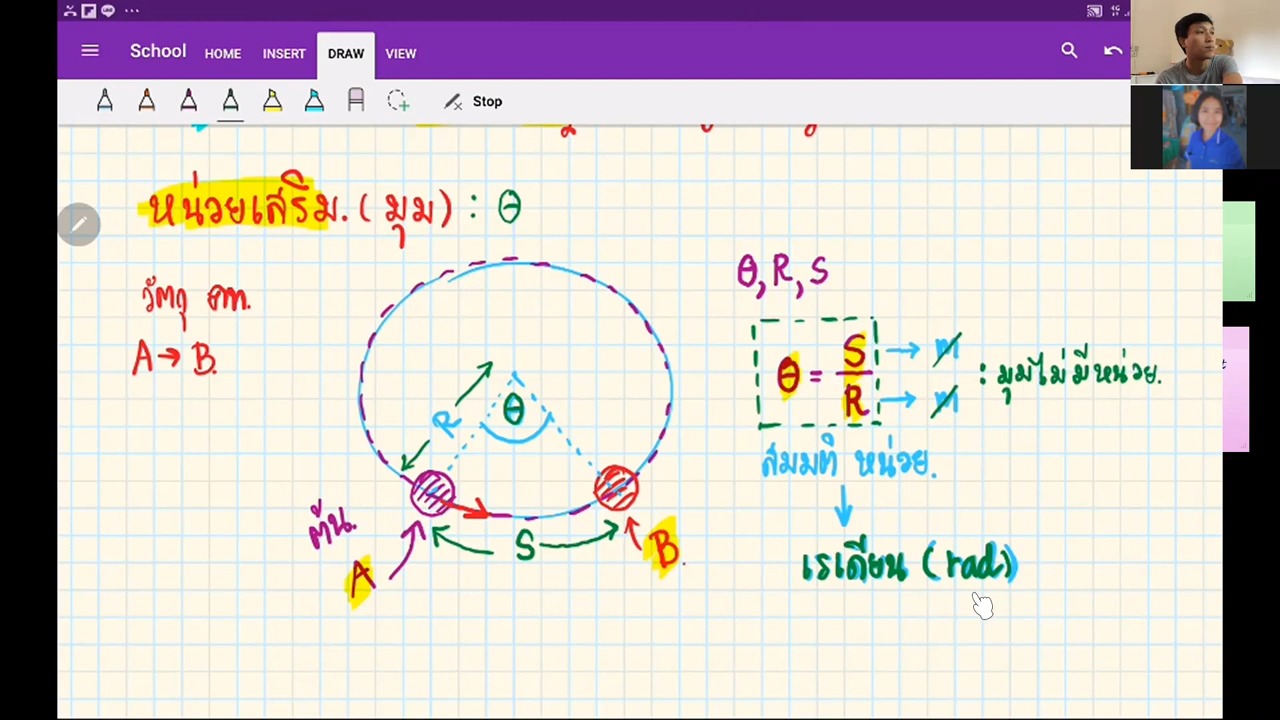 School HOME INSERT DRAW VIEW
Stop
หน่วยเสริม. (มุม) : θ
วัตถุ คท.
A → B.
θ, R, S
θ = S/R → m → m : มุมไม่มีหน่วย.
สมมติ หน่วย.
เรเดียน (rad)
R
θ
ต้น.
A
S
B